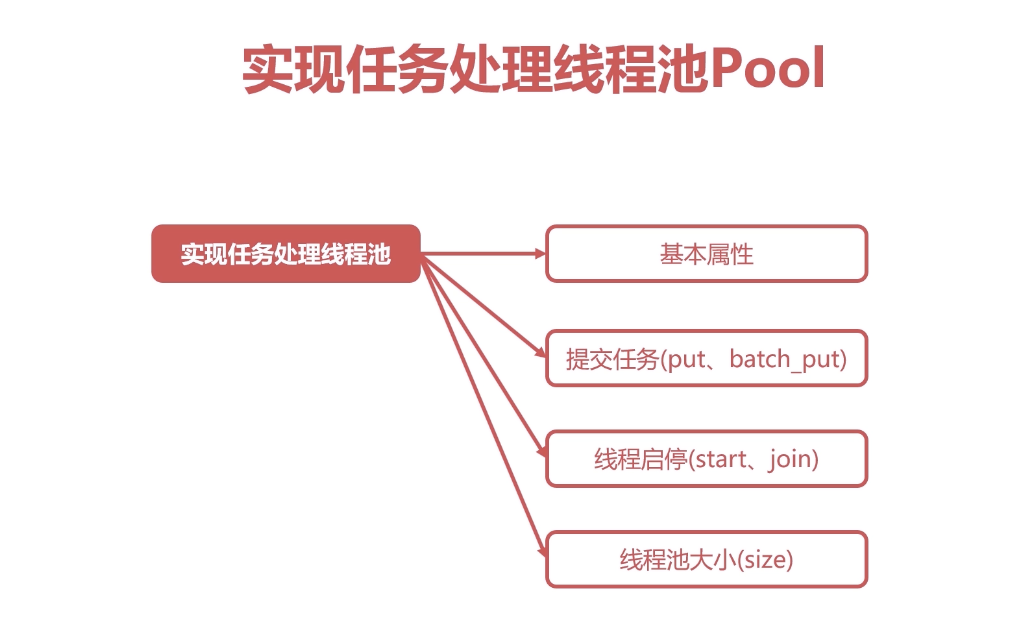 实现任务处理线程池Pool
实现任务处理线程池
基本属性
提交任务(put、batch_put)
线程启停(start、join)
线程池大小(size)